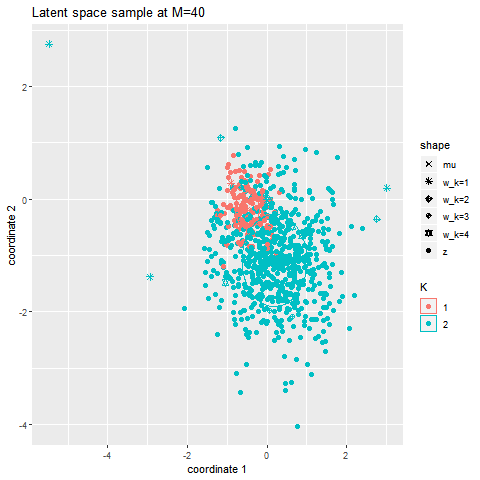 Latent space sample at M=40
2
0
-2
-4
coordinate 2
-4
-2
0
2
coordinate 1
shape
mu
w_k=1
w_k=2
w_k=3
w_k=4
z
K
1
2